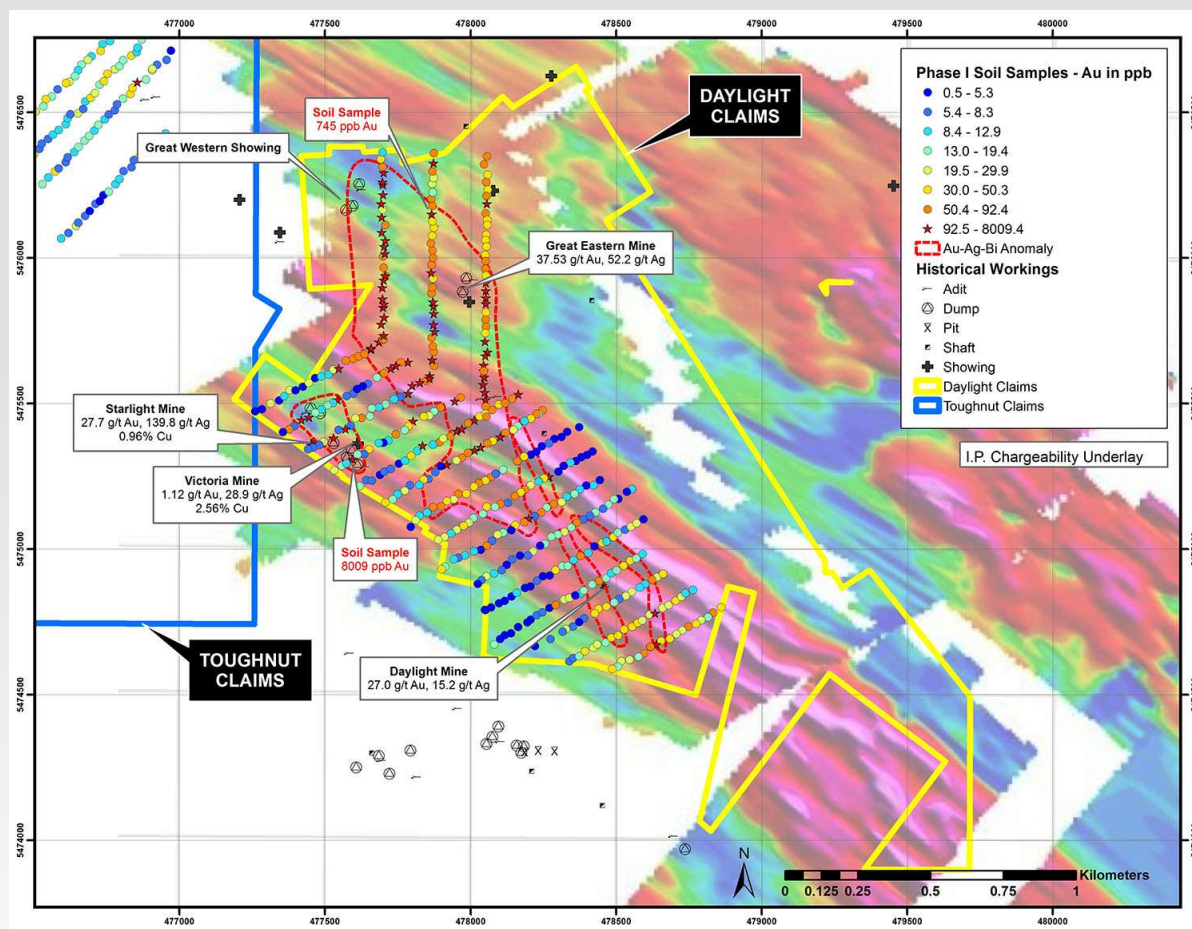 477000 477500 478000 478500 479000 479500 480000
5476500
5476000
5475500
5475000
5474500
5474000
Phase I Soil Samples - Au in ppb
0.5 - 5.3
5.4 - 8.3
8.4 - 12.9
13.0 - 19.4
19.5 - 29.9
30.0 - 50.3
50.4 - 92.4
92.5 - 8009.4
Au-Ag-Bi Anomaly
Historical Workings
Adit
Dump
Pit
Shaft
Showing
Daylight Claims
Toughnut Claims
I.P. Chargeability Underlay
DAYLIGHT
CLAIMS
Soil Sample
745 ppb Au
Great Western Showing
Great Eastern Mine
37.53 g/t Au, 52.2 g/t Ag
Starlight Mine
27.7 g/t Au, 139.8 g/t Ag
0.96% Cu
Victoria Mine
1.12 g/t Au, 28.9 g/t Ag
2.56% Cu
Soil Sample
8009 ppb Au
TOUGHNUT
CLAIMS
Daylight Mine
27.0 g/t Au, 15.2 g/t Ag
N
Kilometers
0 0.125 0.25 0.5 0.75 1
477000 477500 478000 478500 479000 479500 480000